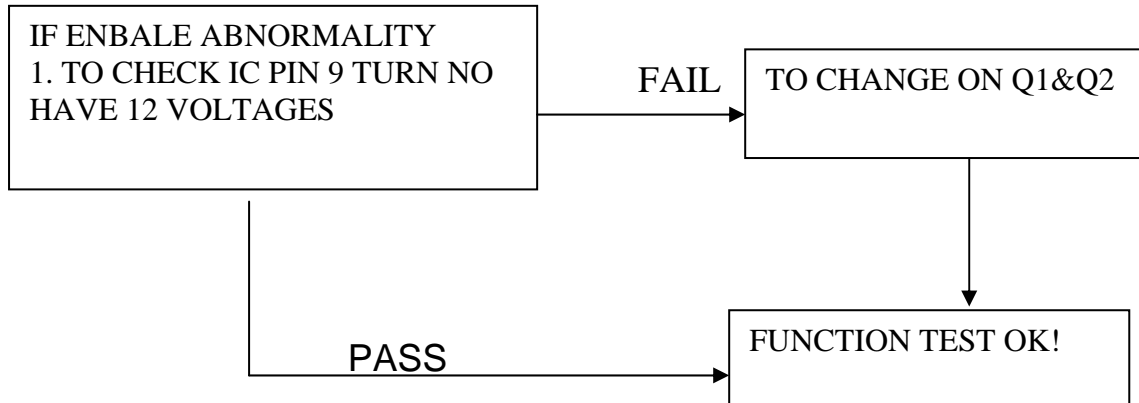 IF ENBALE ABNORMALITY
1. TO CHECK IC PIN 9 TURN NO
HAVE 12 VOLTAGES
FAIL
TO CHANGE ON Q1&Q2
PASS
FUNCTION TEST OK!